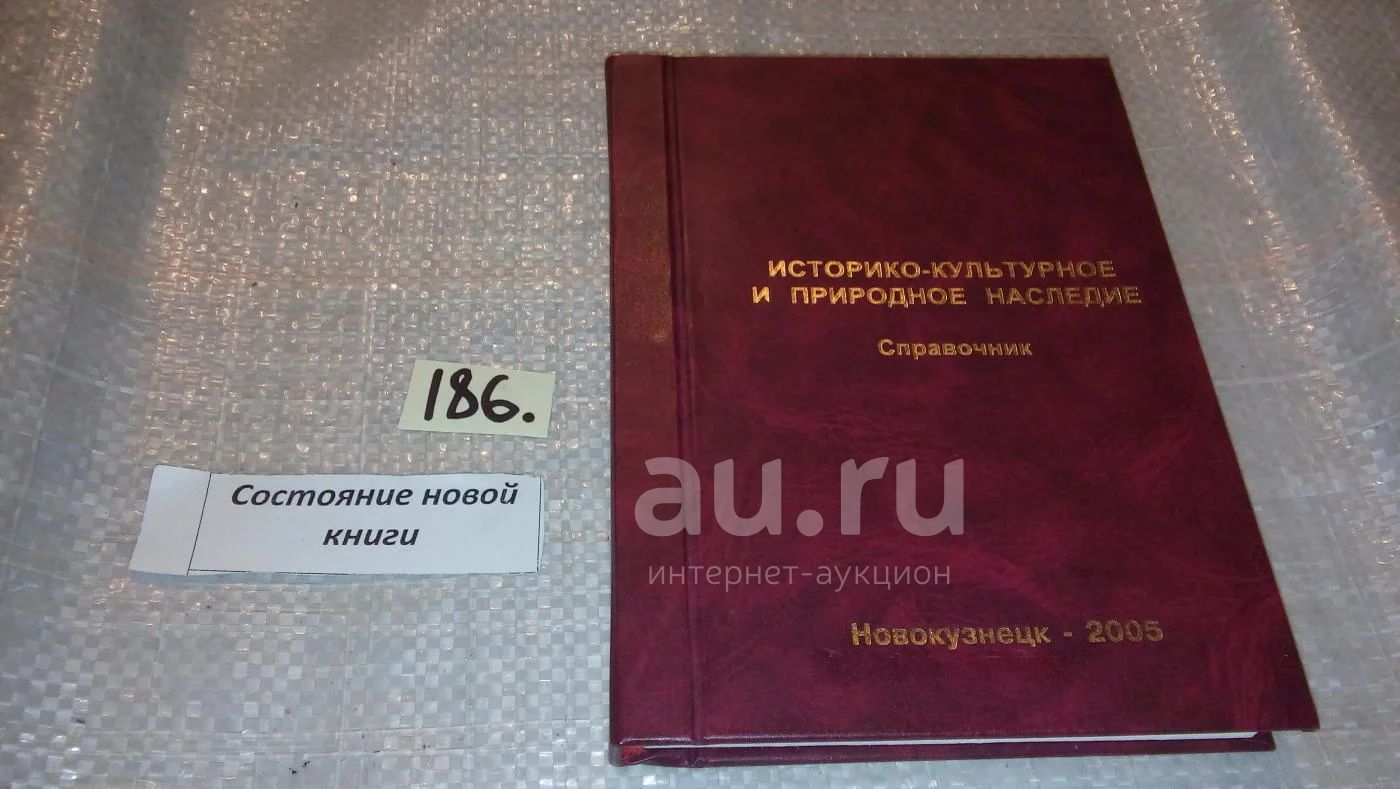 ИСТОРИКО-КУЛЬТУРНОЕ
И ПРИРОДНОЕ НАСЛЕДИЕ
Справочник
186.
Состояние новой
книги
au.ru
интернет-аукцион
Новокузнецк - 2005